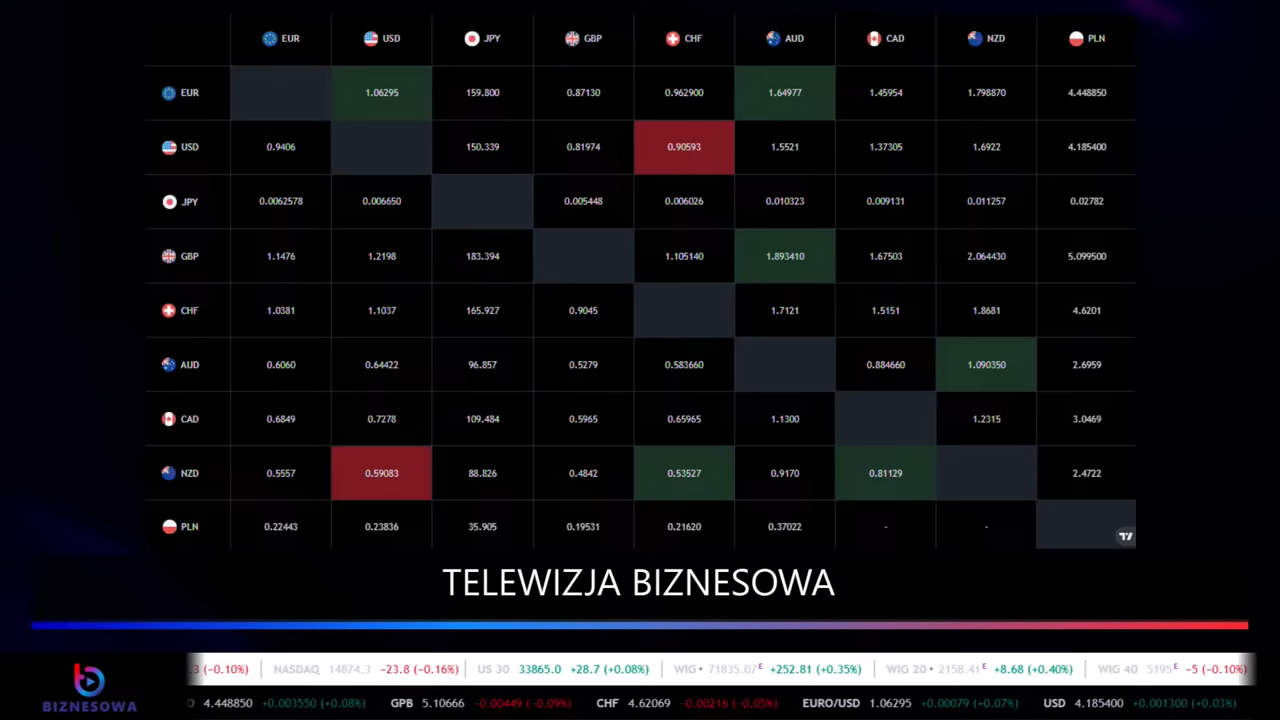 EUR USD JPY GBP CHF AUD CAD NZD PLN
EUR 1.06295 159.800 0.87130 0.962900 1.64977 1.45954 1.798870 4.448850
USD 0.9406 150.339 0.81974 0.90593 1.5521 1.37305 1.6922 4.185400
JPY 0.0062578 0.006650 0.005448 0.006026 0.010323 0.009131 0.011257 0.02782
GBP 1.1476 1.2198 183.394 1.105140 1.893410 1.67503 2.064430 5.099500
CHF 1.0381 1.1037 165.927 0.9045 1.7121 1.5151 1.8681 4.6201
AUD 0.6060 0.64422 96.857 0.5279 0.583660 0.884660 1.090350 2.6959
CAD 0.6849 0.7278 109.484 0.5965 0.65965 1.1300 1.2315 3.0469
NZD 0.5557 0.59083 88.826 0.4842 0.53527 0.9170 0.81129 2.4722
PLN 0.22443 0.23836 35.905 0.19531 0.21620 0.37022 - -
TELEWIZJA BIZNESOWA
3 (−0.10%) NASDAQ 14874.3 −23.8 (−0.16%) US 30 33865.0 +28.7 (+0.08%) WIG• 71835.07 E +252.81 (+0.35%) WIG 20• 2158.41 E +8.68 (+0.40%) WIG 40 5195 E −5 (−0.10%)
4.448850 +0.003550 (+0.08%) GPB 5.10666 −0.00449 (−0.09%) CHF 4.62069 −0.00216 (−0.05%) EURO/USD 1.06295 +0.00079 (+0.07%) USD 4.185400 +0.001300 (+0.03%)
BIZNESOWA